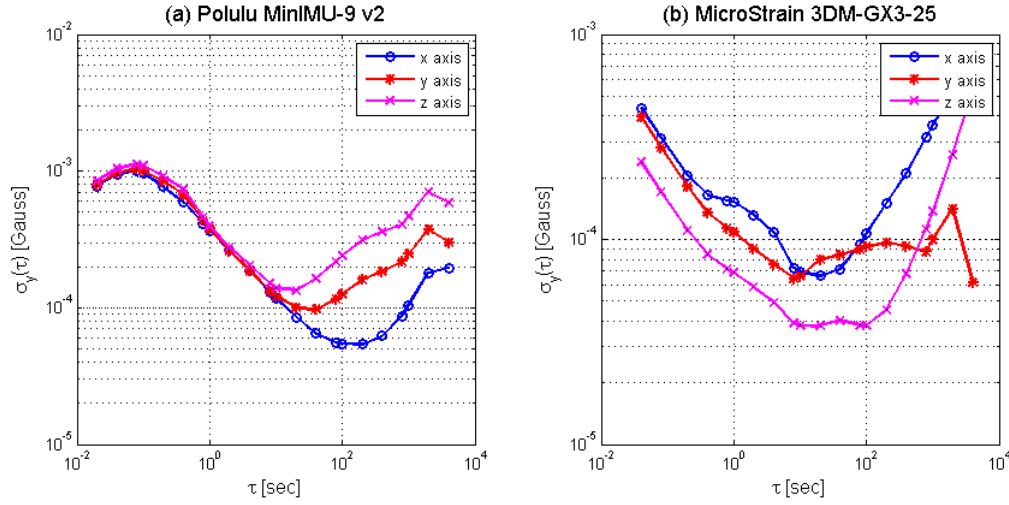 (a) Polulu MinIMU-9 v2
10^-2
10^-3
10^-4
10^-5
σ_y(τ) [Gauss]
x axis
y axis
z axis
10^-2
10^0
10^2
10^4
τ [sec]
(b) MicroStrain 3DM-GX3-25
10^-3
10^-4
10^-5
σ_y(τ) [Gauss]
x axis
y axis
z axis
10^-2
10^0
10^2
10^4
τ [sec]